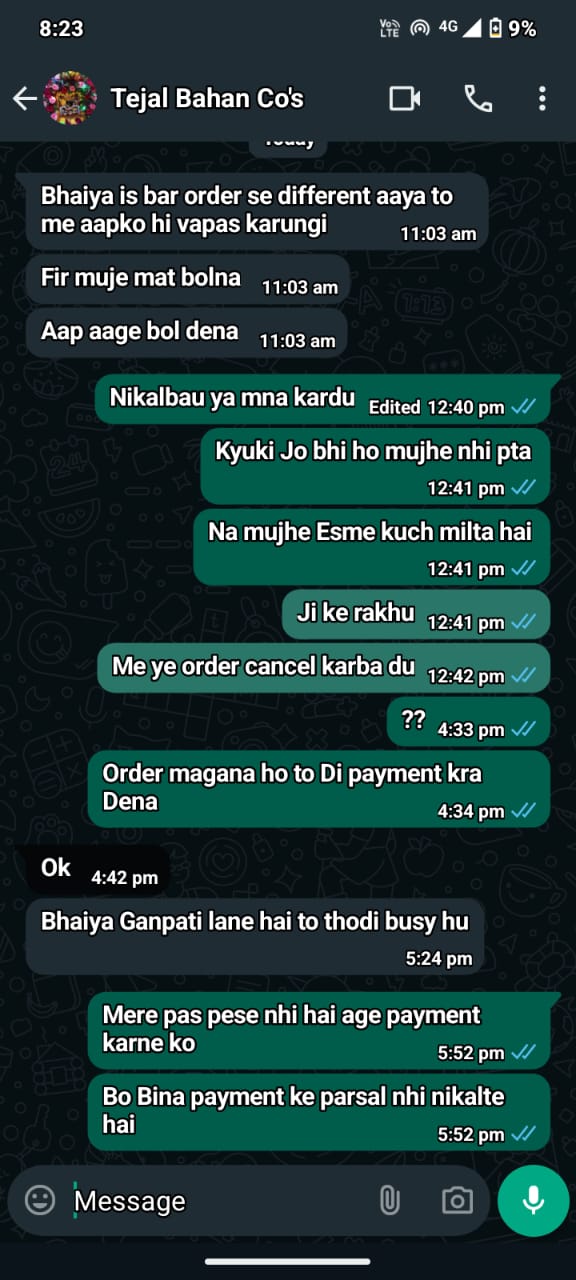 8:23
Vo)) LTE 4G 9%
Tejal Bahan Co's
Today
Bhaiya is bar order se different aaya to
me aapko hi vapas karungi 11:03 am
Fir muje mat bolna 11:03 am
Aap aage bol dena 11:03 am
Nikalbau ya mna kardu Edited 12:40 pm
Kyuki Jo bhi ho mujhe nhi pta
12:41 pm
Na mujhe Esme kuch milta hai
12:41 pm
Ji ke rakhu 12:41 pm
Me ye order cancel karba du 12:42 pm
?? 4:33 pm
Order magana ho to Di payment kra
Dena 4:34 pm
Ok 4:42 pm
Bhaiya Ganpati lane hai to thodi busy hu
5:24 pm
Mere pas pese nhi hai age payment
karne ko 5:52 pm
Bo Bina payment ke parsal nhi nikalte
hai 5:52 pm
Message